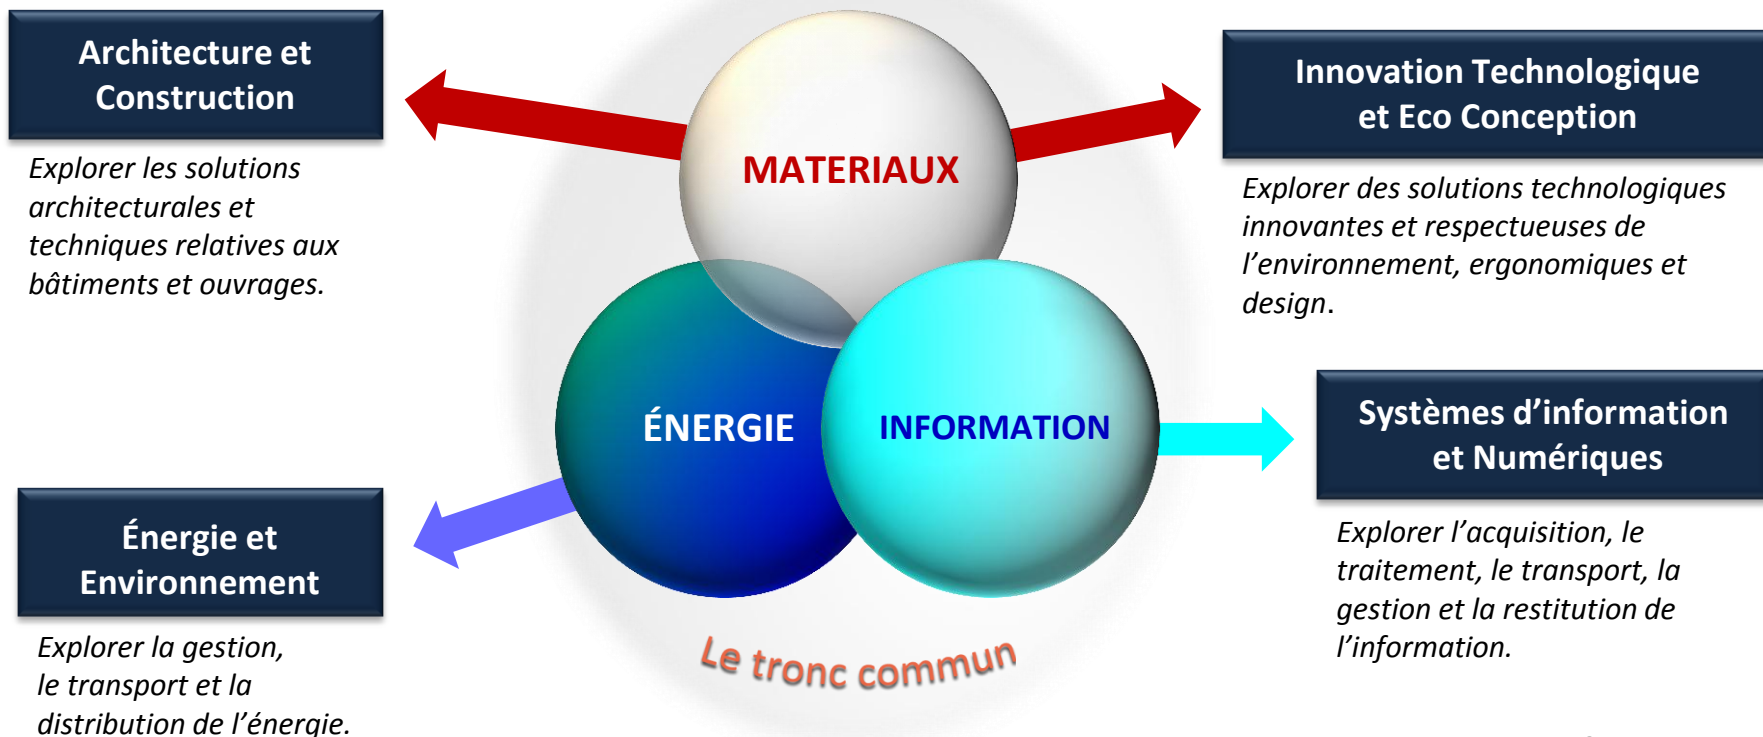 Architecture et
Construction
Explorer les solutions
architecturales et
techniques relatives aux
bâtiments et ouvrages.
MATERIAUX
Innovation Technologique
et Eco Conception
Explorer des solutions technologiques
innovantes et respectueuses de
l’environnement, ergonomiques et
design.
ÉNERGIE
INFORMATION
Systèmes d’information
et Numériques
Explorer l’acquisition, le
traitement, le transport, la
gestion et la restitution de
l’information.
Énergie et
Environnement
Explorer la gestion,
le transport et la
distribution de l’énergie.
Le tronc commun